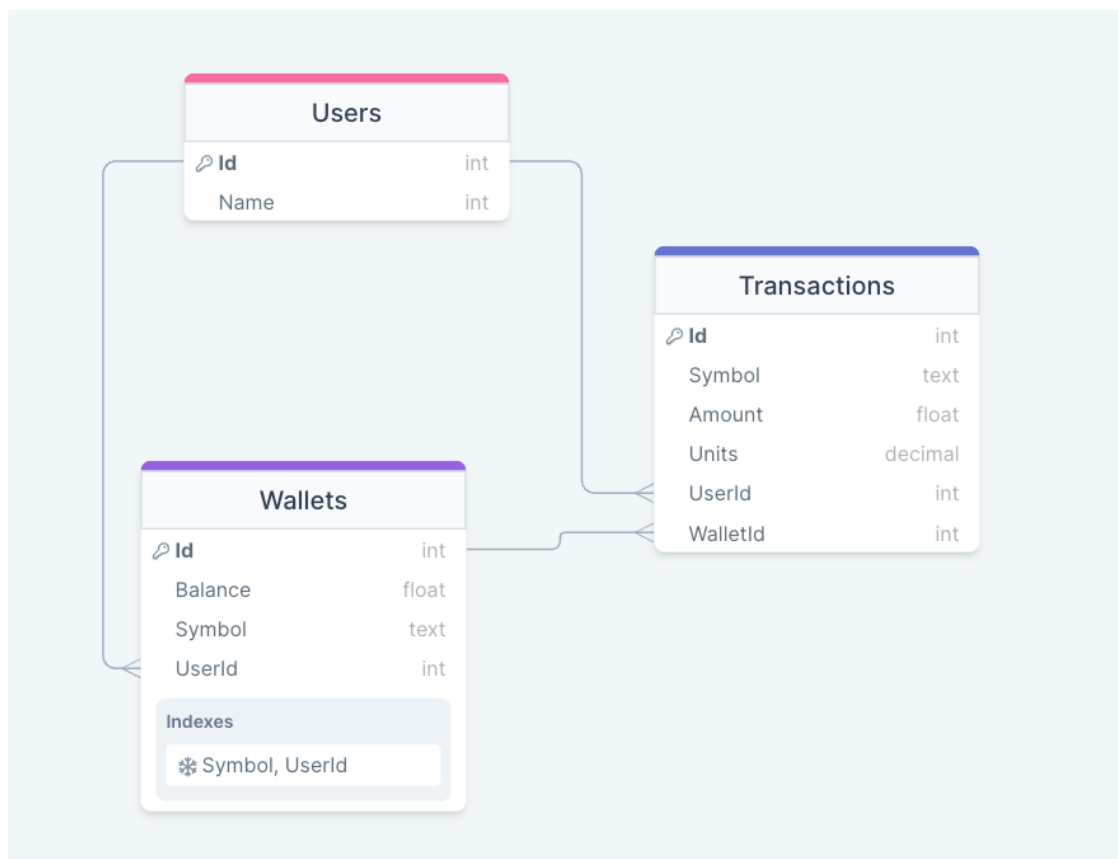 Users
Id int
Name int
Transactions
Id int
Symbol text
Amount float
Units decimal
UserId int
WalletId int
Wallets
Id int
Balance float
Symbol text
UserId int
Indexes
Symbol, UserId